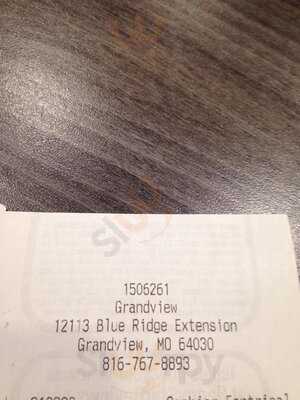 1506261
Grandview
12113 Blue Ridge Extension
Grandview, MO 64030
816-767-8893